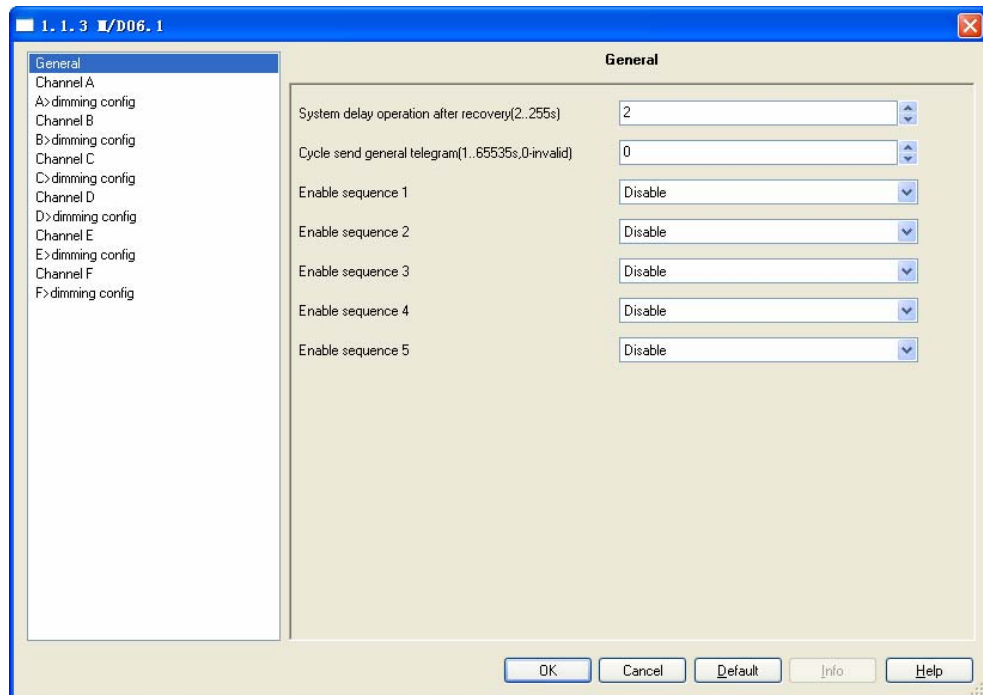 1.1.3 M/D06.1
General
Channel A
A>dimming config
Channel B
B>dimming config
Channel C
C>dimming config
Channel D
D>dimming config
Channel E
E>dimming config
Channel F
F>dimming config
General
System delay operation after recovery(2..255s) 2
Cycle send general telegram(1..65535s,0-invalid) 0
Enable sequence 1 Disable
Enable sequence 2 Disable
Enable sequence 3 Disable
Enable sequence 4 Disable
Enable sequence 5 Disable
OK Cancel Default Info Help